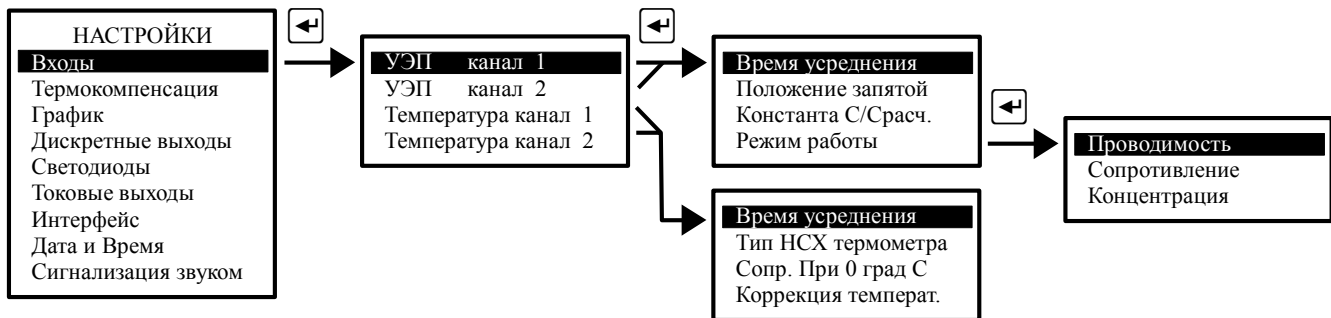 НАСТРОЙКИ
Входы
Термокомпенсация
График
Дискретные выходы
Светодиоды
Токовые выходы
Интерфейс
Дата и Время
Сигнализация звуком
УЭП канал 1
УЭП канал 2
Температура канал 1
Температура канал 2
Время усреднения
Положение запятой
Константа С/Срасч.
Режим работы
Время усреднения
Тип НСХ термометра
Сопр. При 0 град С
Коррекция температ.
Проводимость
Сопротивление
Концентрация